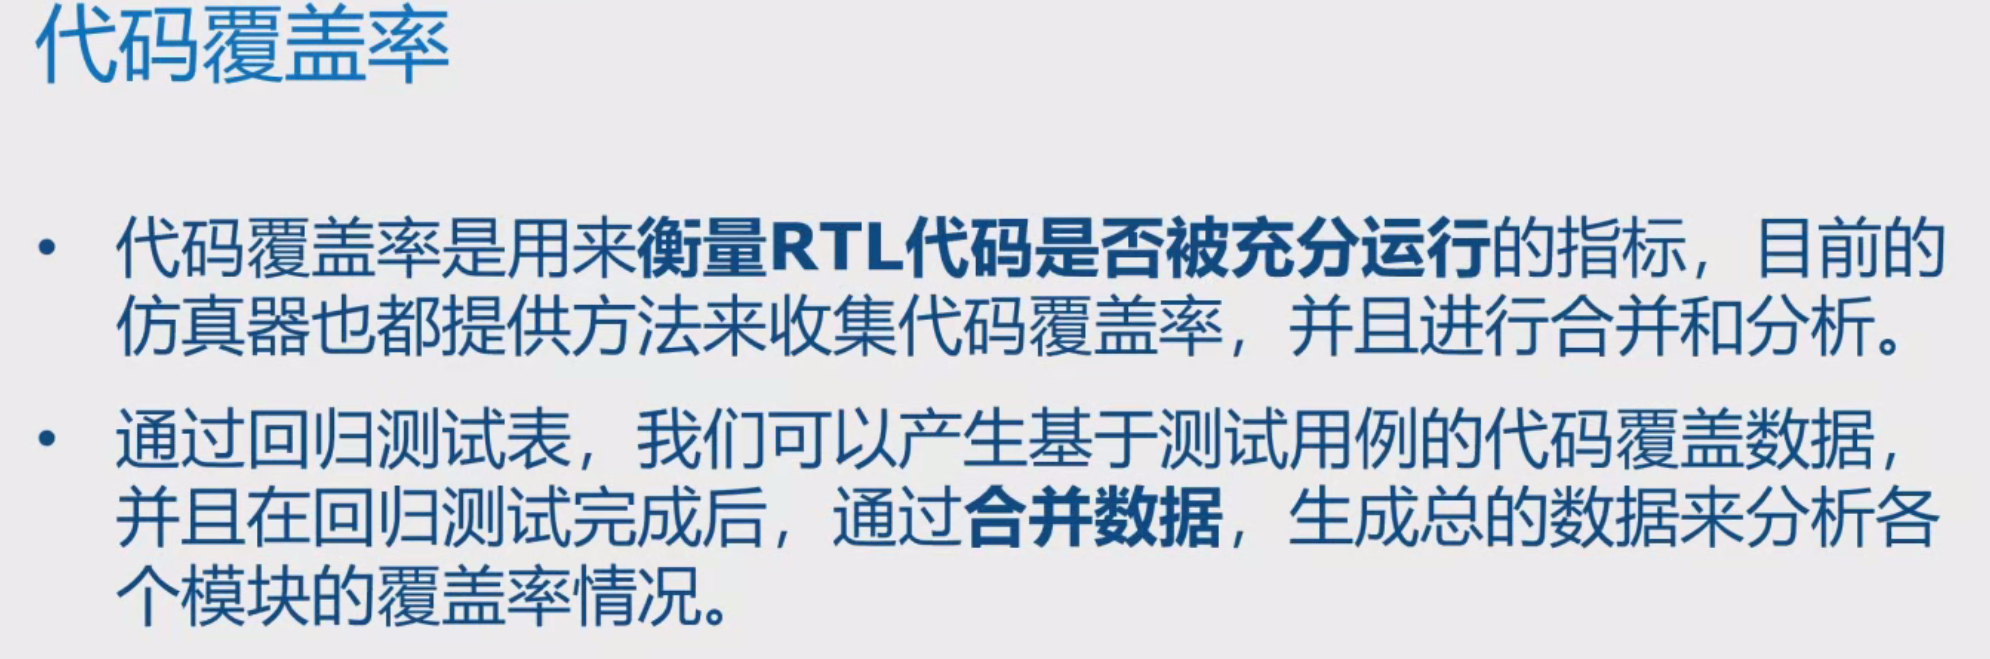 代码覆盖率
• 代码覆盖率是用来衡量RTL代码是否被充分运行的指标，目前的
仿真器也都提供方法来收集代码覆盖率，并且进行合并和分析。
• 通过回归测试表，我们可以产生基于测试用例的代码覆盖数据，
并且在回归测试完成后，通过合并数据，生成总的数据来分析各
个模块的覆盖率情况。